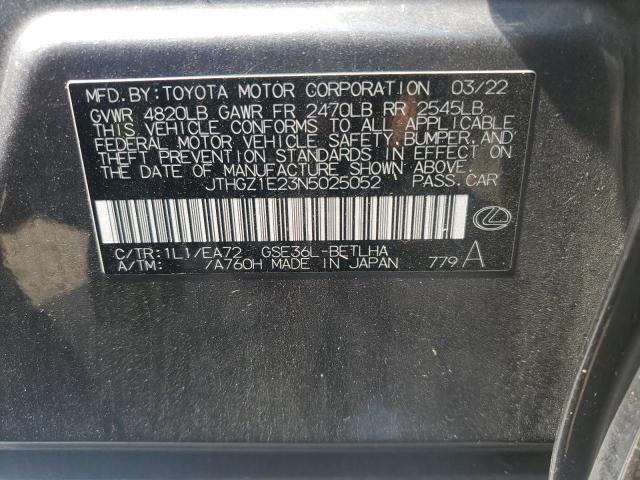 MFD.BY:TOYOTA MOTOR CORPORATION 03/22
GVWR 4820LB GAWR FR 2470LB RR 2545LB
THIS VEHICLE CONFORMS TO ALL APPLICABLE
FEDERAL MOTOR VEHICLE SAFETY,BUMPER,AND
THEFT PREVENTION STANDARDS IN EFFECT ON
THE DATE OF MANUFACTURE SHOWN ABOVE.
JTHGZ1E23N5025052 PASS.CAR
C/TR:1L1/EA72 GSE36L-BETLHA
A/TM: /A760H MADE IN JAPAN 779 A